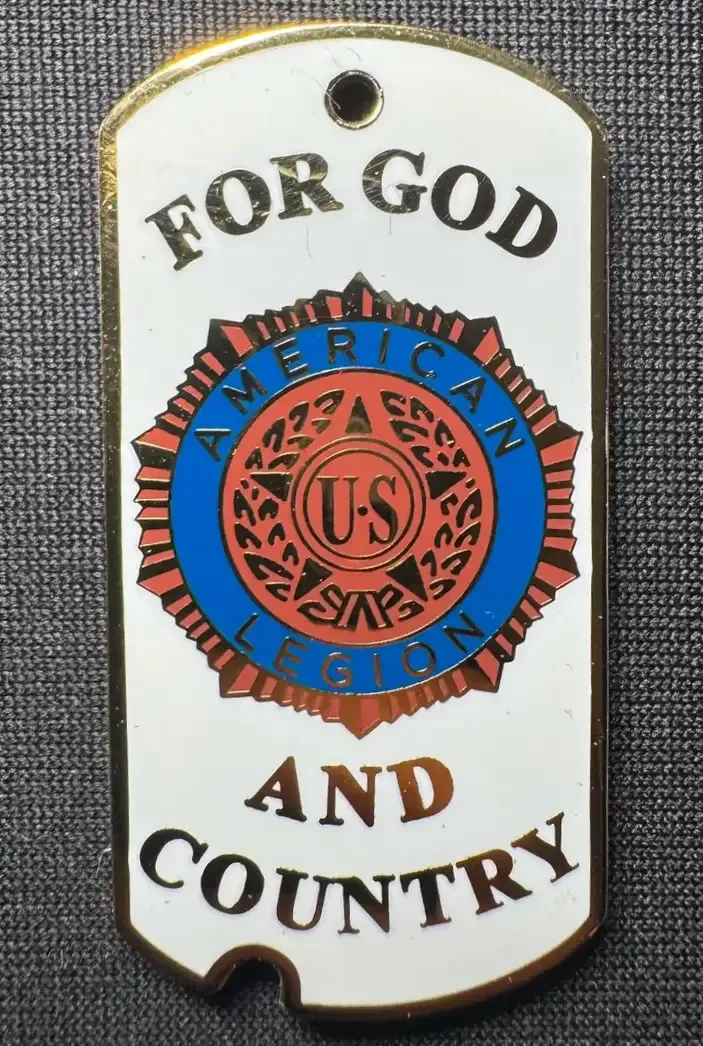 FOR GOD
AMERICAN
U·S
LEGION
AND
COUNTRY